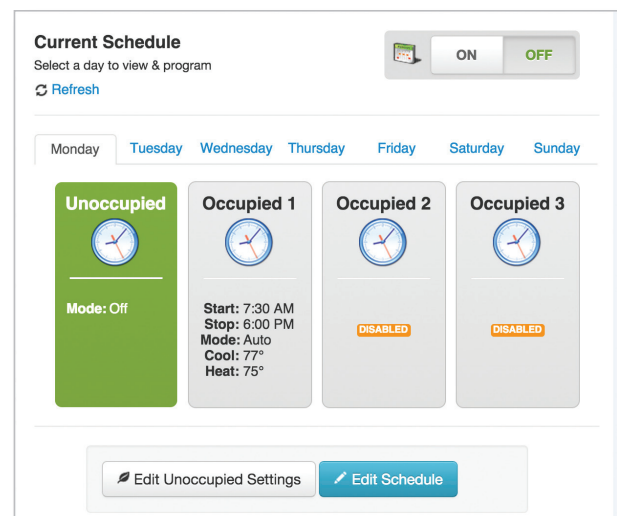 Current Schedule
Select a day to view & program
Refresh
ON
OFF
Monday
Tuesday
Wednesday
Thursday
Friday
Saturday
Sunday
Unoccupied
Mode: Off
Occupied 1
Start: 7:30 AM
Stop: 6:00 PM
Mode: Auto
Cool: 77°
Heat: 75°
Occupied 2
DISABLED
Occupied 3
DISABLED
Edit Unoccupied Settings
Edit Schedule